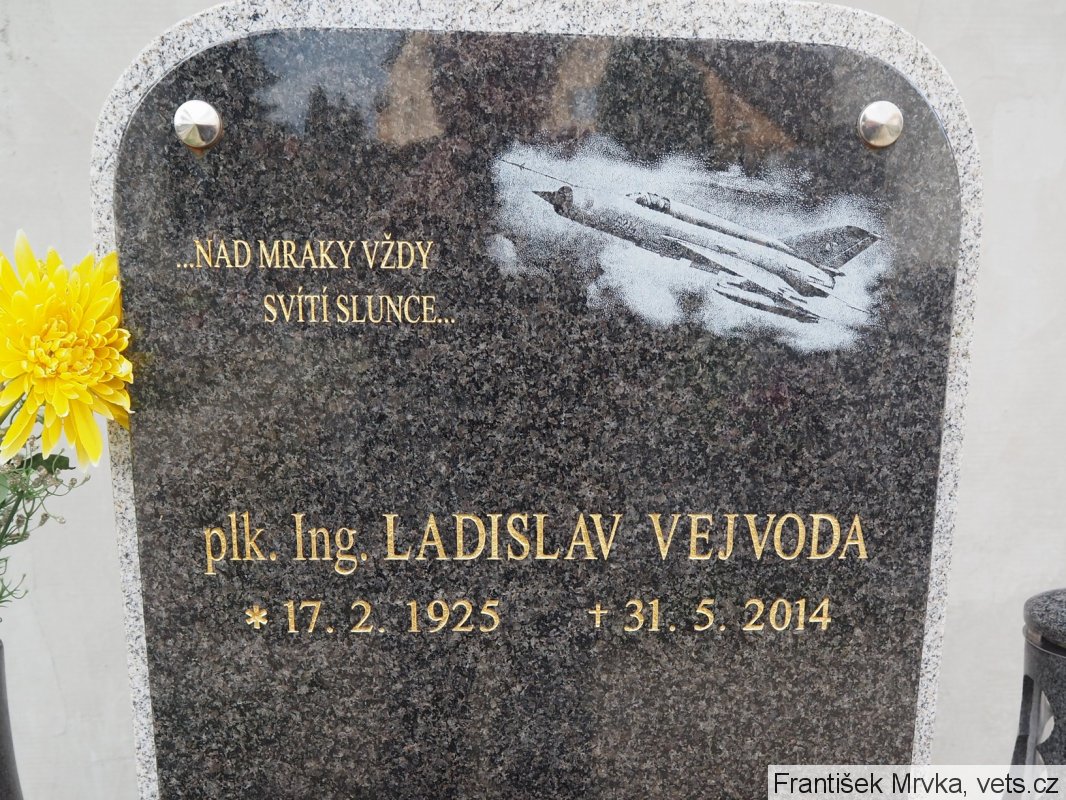 ...NAD MRAKY VŽDY
SVÍTÍ SLUNCE...
plk. Ing. LADISLAV VEJVODA
* 17. 2. 1925 + 31. 5. 2014
František Mrvka, vets.cz